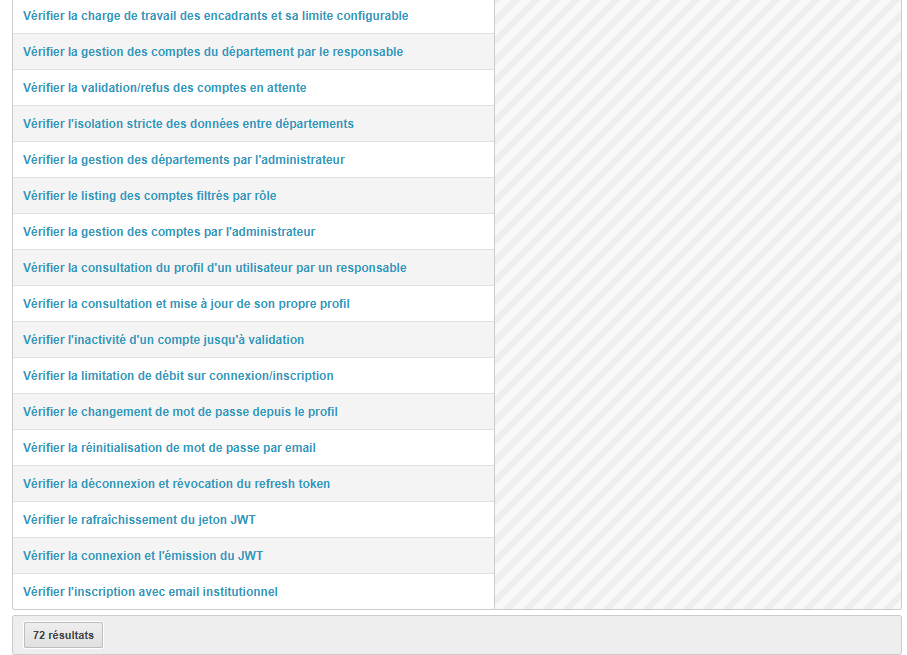 Vérifier la charge de travail des encadrants et sa limite configurable
Vérifier la gestion des comptes du département par le responsable
Vérifier la validation/refus des comptes en attente
Vérifier l'isolation stricte des données entre départements
Vérifier la gestion des départements par l'administrateur
Vérifier le listing des comptes filtrés par rôle
Vérifier la gestion des comptes par l'administrateur
Vérifier la consultation du profil d'un utilisateur par un responsable
Vérifier la consultation et mise à jour de son propre profil
Vérifier l'inactivité d'un compte jusqu'à validation
Vérifier la limitation de débit sur connexion/inscription
Vérifier le changement de mot de passe depuis le profil
Vérifier la réinitialisation de mot de passe par email
Vérifier la déconnexion et révocation du refresh token
Vérifier le rafraîchissement du jeton JWT
Vérifier la connexion et l'émission du JWT
Vérifier l'inscription avec email institutionnel
72 résultats